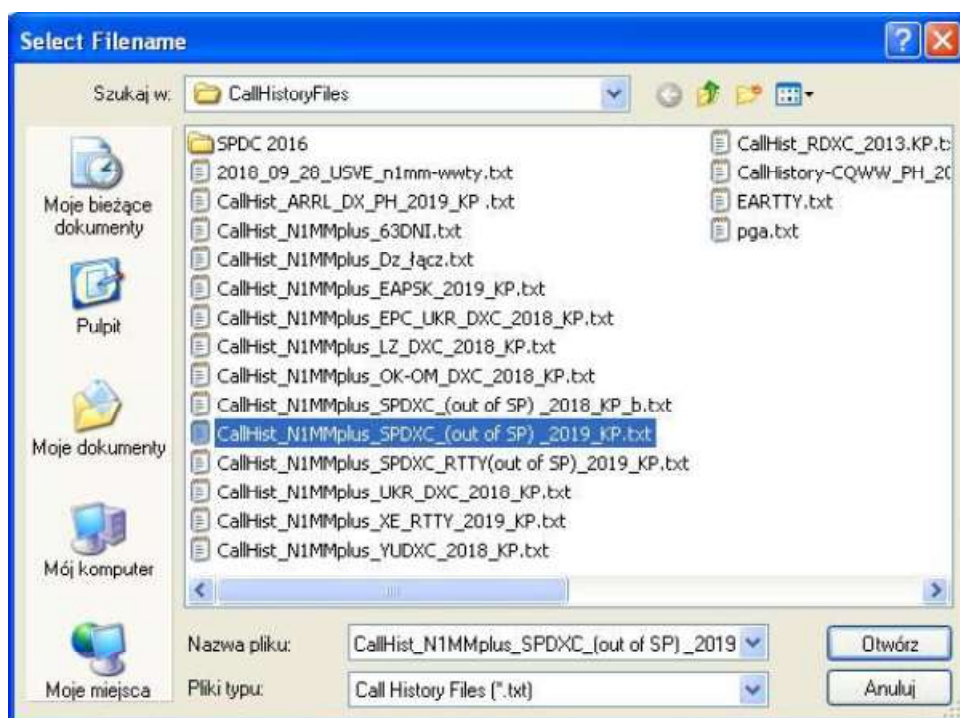 Select Filename
Szukaj w:
CallHistoryFiles
Moje bieżące
dokumenty
Pulpit
Moje dokumenty
Mój komputer
Moje miejsca
SPDC 2016
2018_09_28_USVE_n1mm-wwty.txt
CallHist_ARRL_DX_PH_2019_KP .txt
CallHist_N1MMplus_63DNI.txt
CallHist_N1MMplus_Dz_łącz.txt
CallHist_N1MMplus_EAPSK_2019_KP.txt
CallHist_N1MMplus_EPC_UKR_DXC_2018_KP.txt
CallHist_N1MMplus_LZ_DXC_2018_KP.txt
CallHist_N1MMplus_OK-OM_DXC_2018_KP.txt
CallHist_N1MMplus_SPDXC_(out of SP) _2018_KP_b.txt
CallHist_N1MMplus_SPDXC_(out of SP) _2019_KP.txt
CallHist_N1MMplus_SPDXC_RTTY(out of SP)_2019_KP.txt
CallHist_N1MMplus_UKR_DXC_2018_KP.txt
CallHist_N1MMplus_XE_RTTY_2019_KP.txt
CallHist_N1MMplus_YUDXC_2018_KP.txt
CallHist_RDXC_2013.KP.t
CallHistory-CQWW_PH_20
EARTTY.txt
pga.txt
Nazwa pliku:
CallHist_N1MMplus_SPDXC_(out of SP) _2019
Otwórz
Pliki typu:
Call History Files (*.txt)
Anuluj